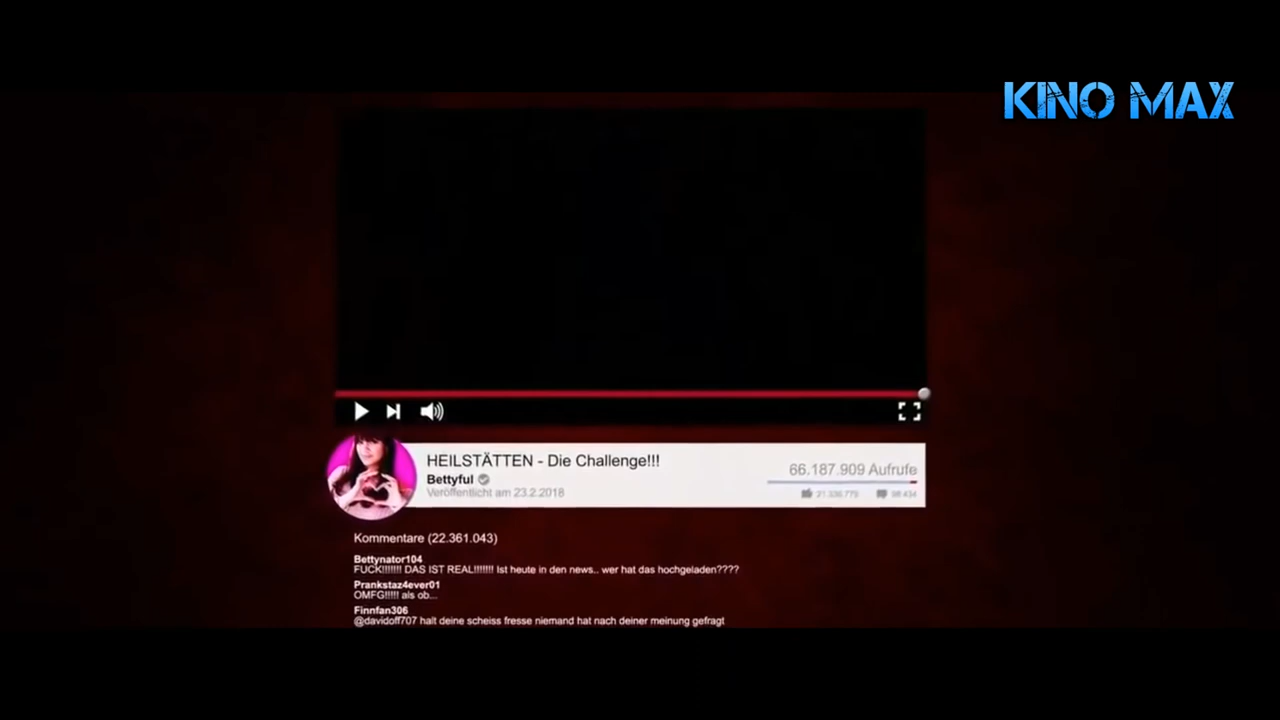 KINO MAX
HEILSTÄTTEN - Die Challenge!!!
Bettyful
Veröffentlicht am 23.2.2018
66.187.909 Aufrufe
98.434
Kommentare (22.361.043)
Bettynator104
FUCK!!!!!!! DAS IST REAL!!!!!!! Ist heute in den news.. wer hat das hochgeladen????
Prankstaz4ever01
OMFG!!!!! als ob...
Finnfan306
@davidoff707 halt deine scheiss fresse niemand hat nach deiner meinung gefragt